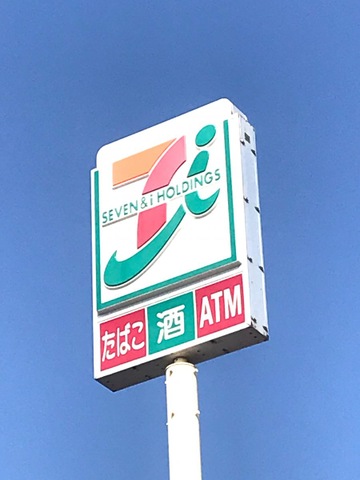 SEVEN & i HOLDINGS
たばこ 酒 ATM